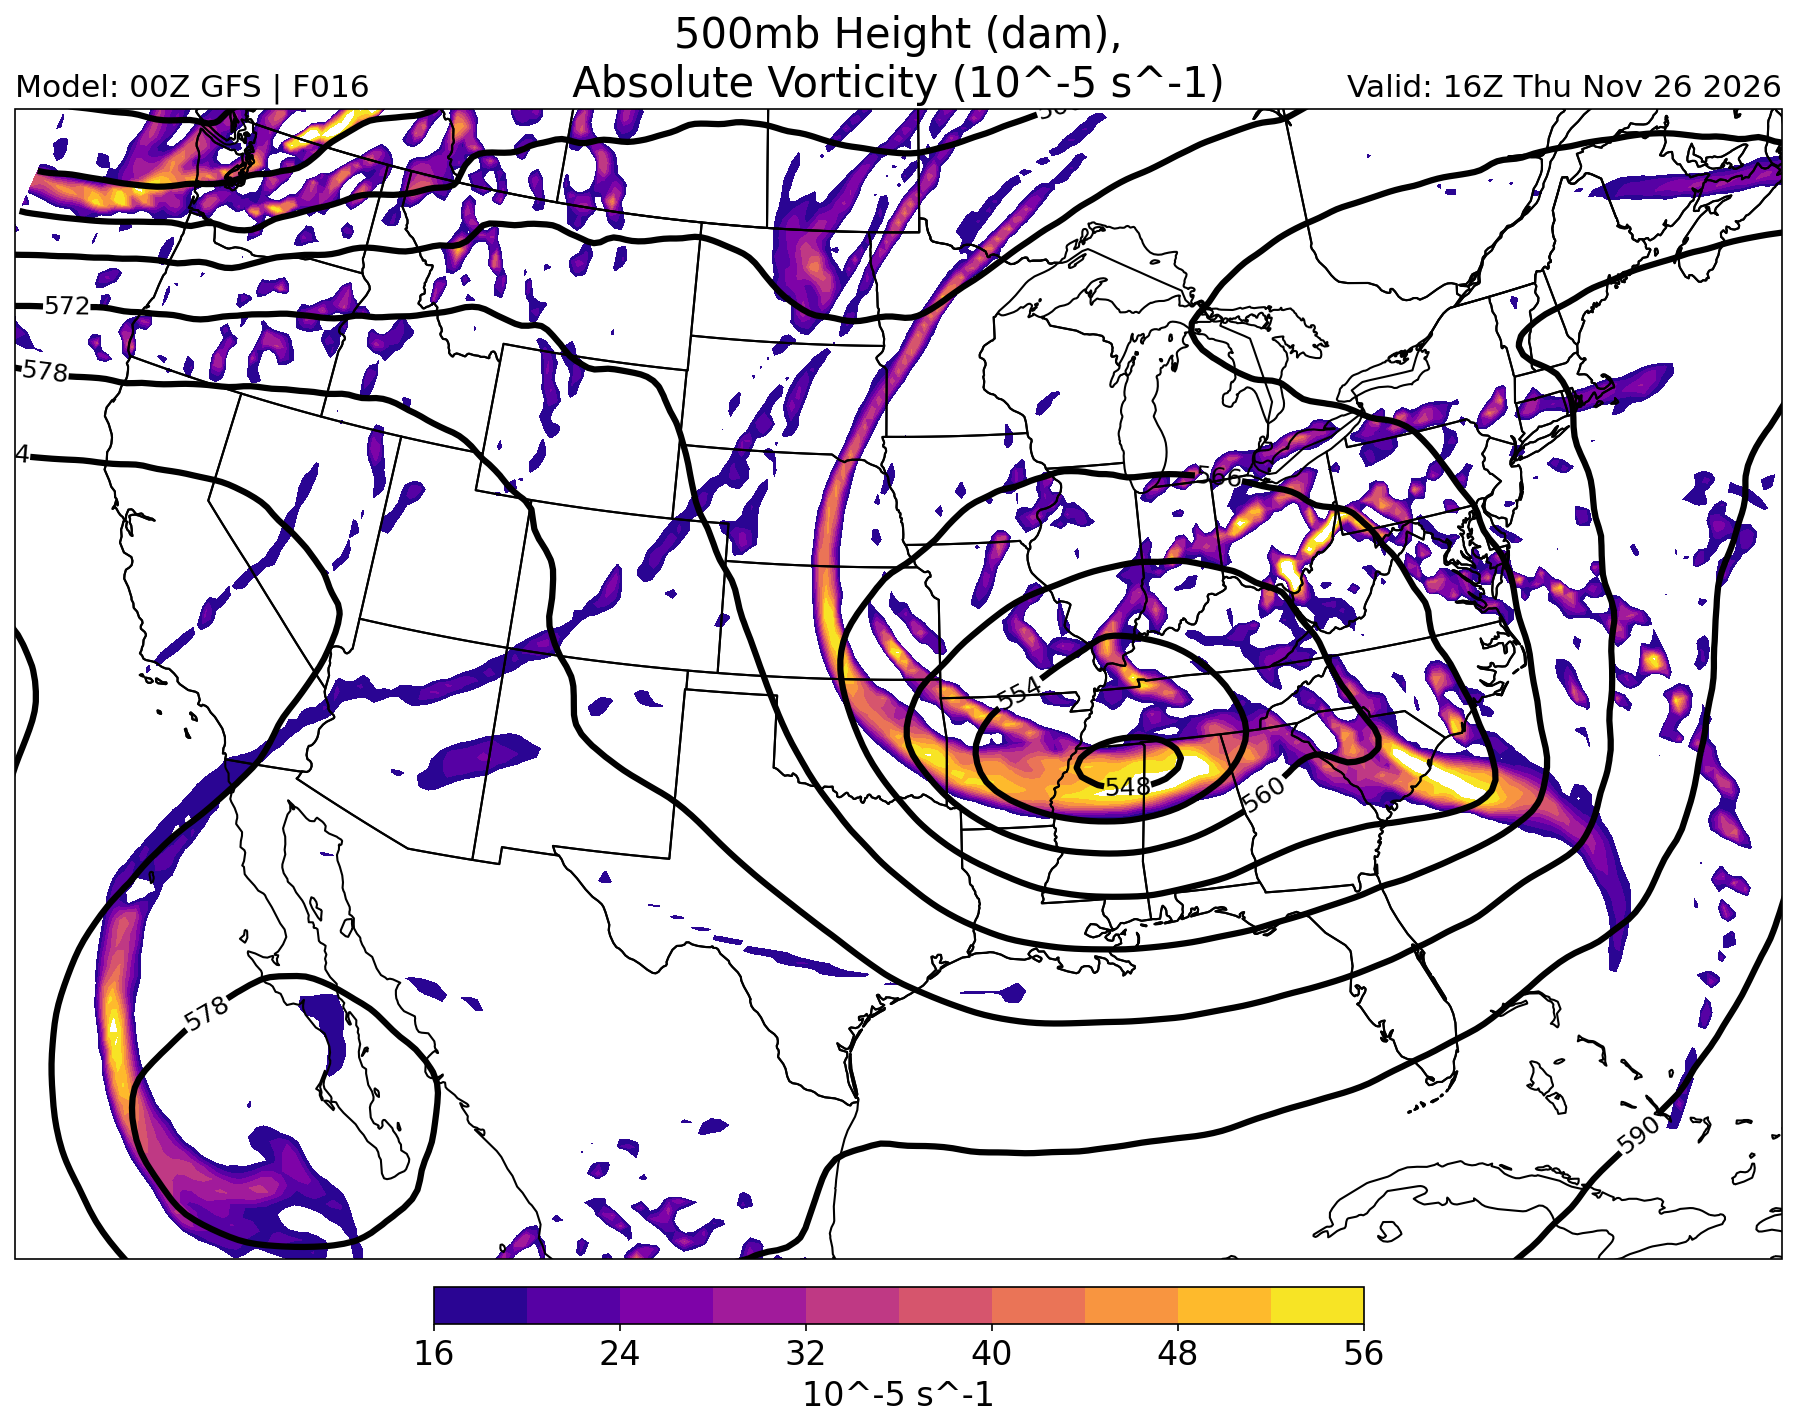 500mb Height (dam),
Absolute Vorticity (10^-5 s^-1)
Model: 00Z GFS | F016
Valid: 16Z Thu Nov 26 2026
572
578
4
566
554
548
560
578
590
16 24 32 40 48 56
10^-5 s^-1